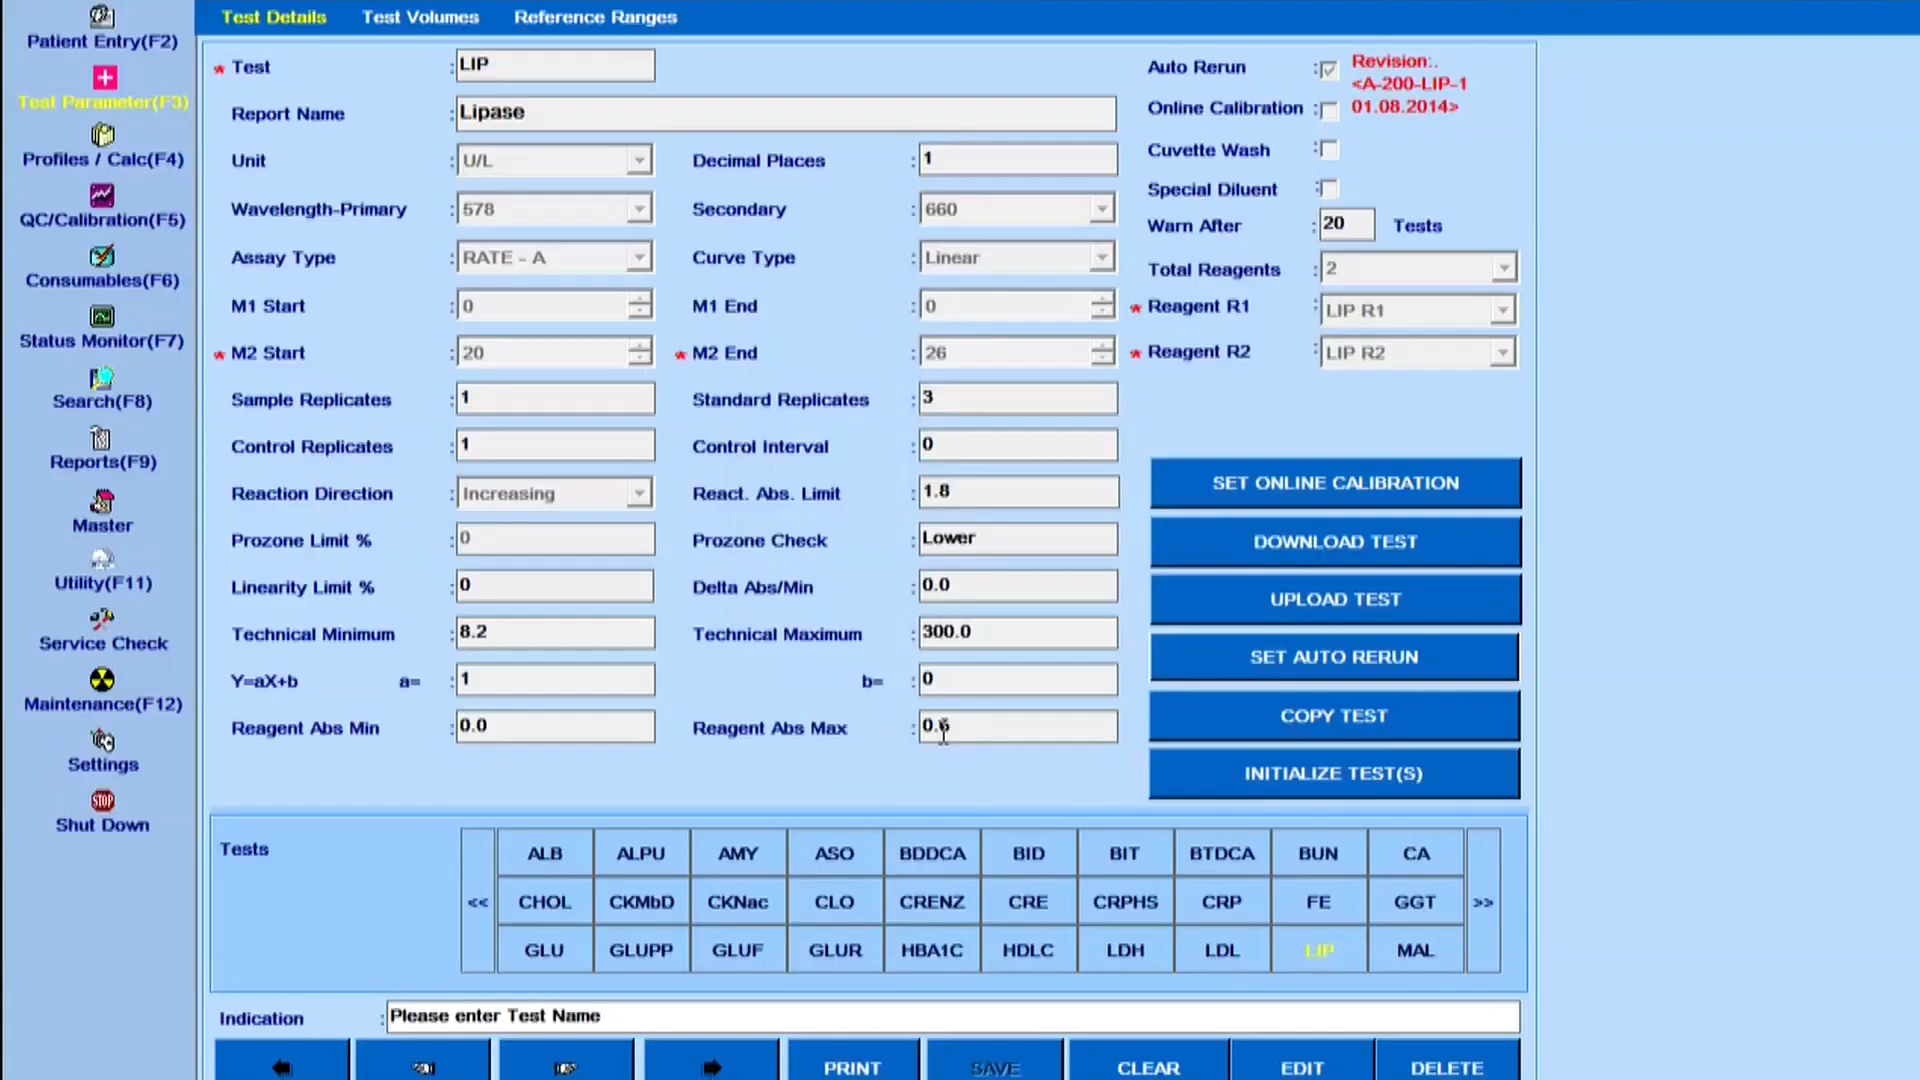 Test Details Test Volumes Reference Ranges
Patient Entry(F2)
Test Parameter(F3)
Profiles / Calc(F4)
QC/Calibration(F5)
Consumables(F6)
Status Monitor(F7)
Search(F8)
Reports(F9)
Master
Utility(F11)
Service Check
Maintenance(F12)
Settings
STOP
Shut Down
* Test : LIP
Report Name : Lipase
Unit : U/L Decimal Places : 1
Wavelength-Primary : 578 Secondary : 660
Assay Type : RATE - A Curve Type : Linear
M1 Start : 0 M1 End : 0
* M2 Start : 20 * M2 End : 26
Sample Replicates : 1 Standard Replicates : 3
Control Replicates : 1 Control Interval : 0
Reaction Direction : Increasing React. Abs. Limit : 1.8
Prozone Limit % : 0 Prozone Check : Lower
Linearity Limit % : 0 Delta Abs/Min : 0.0
Technical Minimum : 8.2 Technical Maximum : 300.0
Y=aX+b a= : 1 b= : 0
Reagent Abs Min : 0.0 Reagent Abs Max : 0.6
Auto Rerun :
Revision:.
<A-200-LIP-1
01.08.2014>
Online Calibration :
Cuvette Wash :
Special Diluent :
Warn After : 20 Tests
Total Reagents : 2
* Reagent R1 : LIP R1
* Reagent R2 : LIP R2
SET ONLINE CALIBRATION
DOWNLOAD TEST
UPLOAD TEST
SET AUTO RERUN
COPY TEST
INITIALIZE TEST(S)
Tests
ALB ALPU AMY ASO BDDCA BID BIT BTDCA BUN CA
<< CHOL CKMbD CKNac CLO CRENZ CRE CRPHS CRP FE GGT >>
GLU GLUPP GLUF GLUR HBA1C HDLC LDH LDL LIP MAL
Indication : Please enter Test Name
PRINT SAVE CLEAR EDIT DELETE